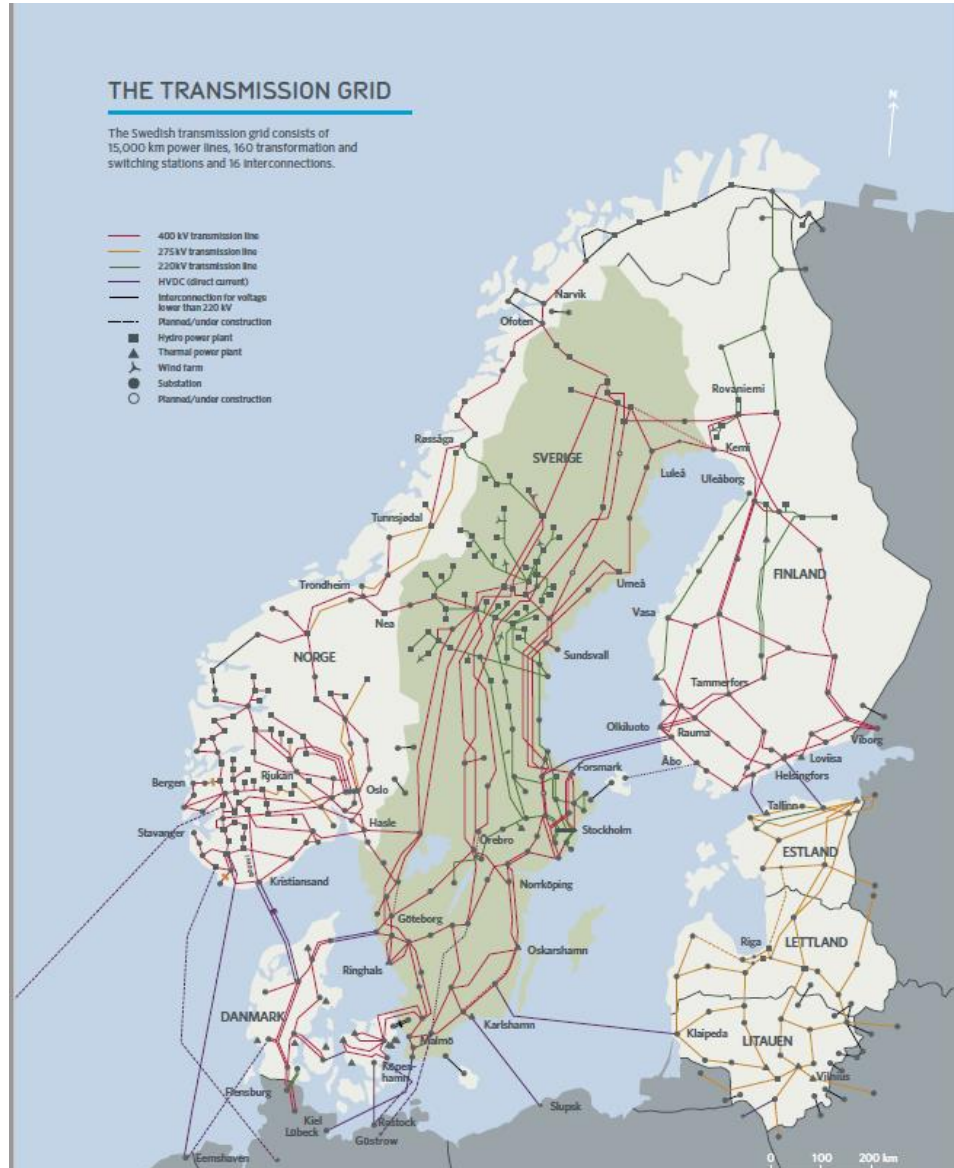 THE TRANSMISSION GRID
The Swedish transmission grid consists of
15,000 km power lines, 160 transformation and
switching stations and 16 interconnections.
N
400 kV transmission line
275 kV transmission line
220 kV transmission line
HVDC (direct current)
Interconnection for voltage
lower than 220 kV
Planned/under construction
Hydro power plant
Thermal power plant
Wind farm
Substation
Planned/under construction
Narvik
Ofoten
Rovaniemi
Røssåga
Kemi
SVERIGE
Luleå
Uleåborg
Tunnsjødal
FINLAND
Trondheim
Umeå
Nea
Vasa
NORGE
Sundsvall
Tammerfors
Olkiluoto
Rauma
Viborg
Åbo
Loviisa
Forsmark
Helsingfors
Rjukan
Bergen
Oslo
Tallinn
Hasle
Stavanger
Örebro
Stockholm
ESTLAND
Kristiansand
Norrköping
Göteborg
Riga
LETTLAND
Oskarshamn
Ringhals
DANMARK
Karlshamn
Malmö
Klaipeda
LITAUEN
Köpen-
hamn
Vilnius
Flensburg
Kiel
Slupsk
Lübeck
Rostock
Güstrow
Eemshaven
0 100 200 km